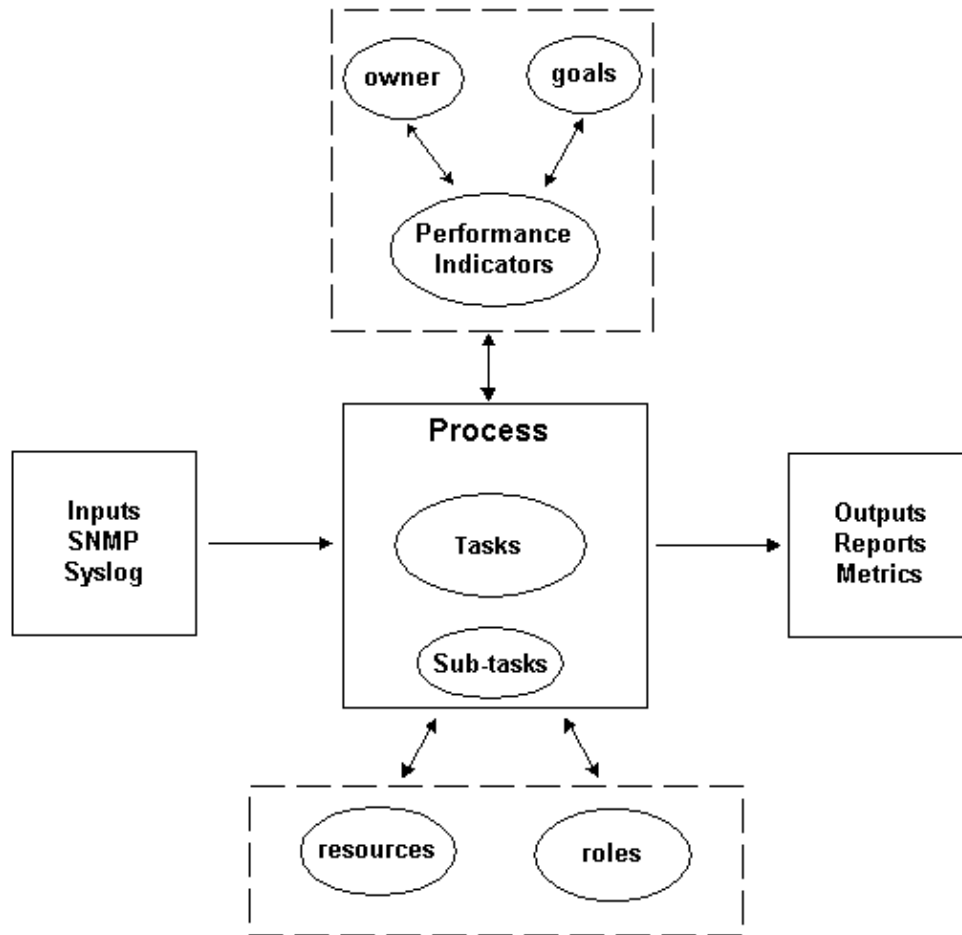 owner
goals
Performance
Indicators
Process
Inputs
SNMP
Syslog
Tasks
Outputs
Reports
Metrics
Sub-tasks
resources
roles